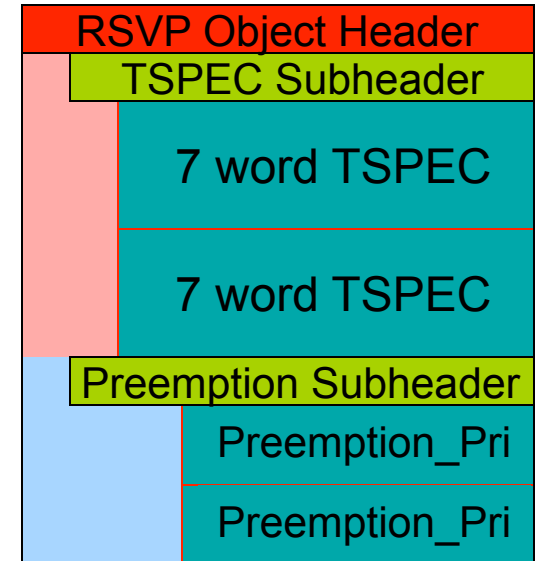 RSVP Object Header
TSPEC Subheader
7 word TSPEC
7 word TSPEC
Preemption Subheader
Preemption_Pri
Preemption_Pri